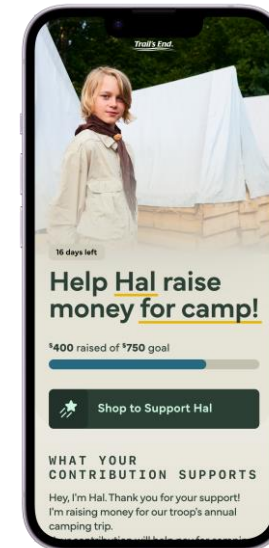 Trail's End.
16 days left
Help Hal raise
money for camp!
$400 raised of $750 goal
Shop to Support Hal
WHAT YOUR
CONTRIBUTION SUPPORTS
Hey, I'm Hal. Thank you for your support!
I'm raising money for our troop's annual
camping trip.